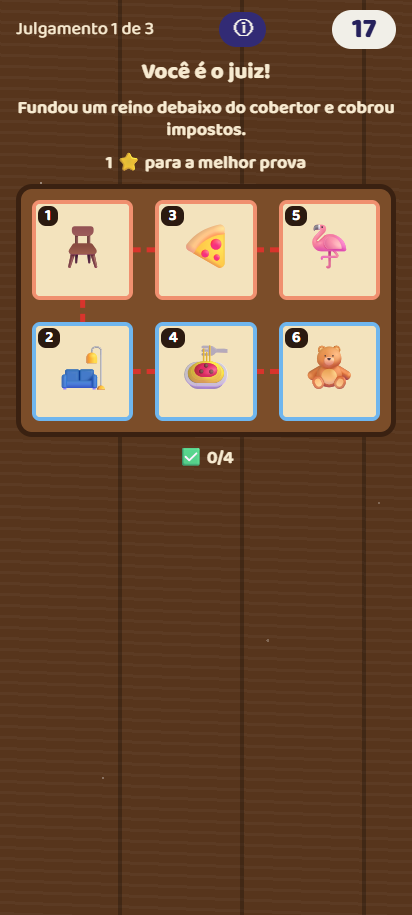 Julgamento 1 de 3
17
Você é o juiz!
Fundou um reino debaixo do cobertor e cobrou
impostos.
1 ⭐ para a melhor prova
1
3
5
2
4
6
✅ 0/4